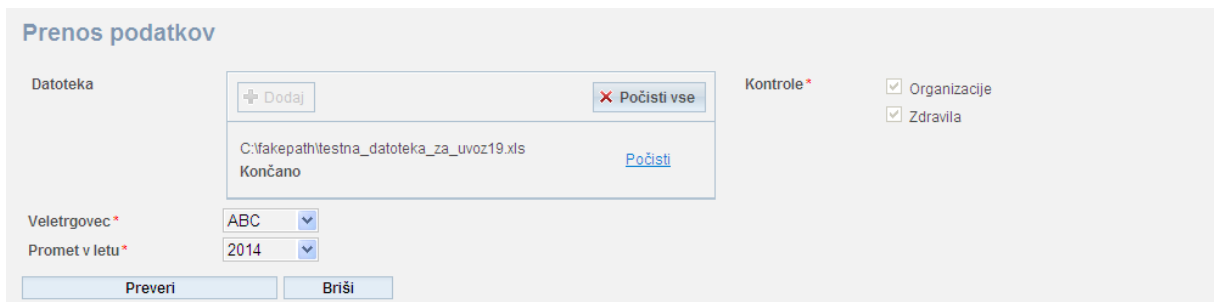 Prenos podatkov
Datoteka
Dodaj
Počisti vse
C:\fakepath\testna_datoteka_za_uvoz19.xls
Končano
Počisti
Kontrole *
Organizacije
Zdravila
Veletrgovec *
ABC
Promet v letu *
2014
Preveri
Briši